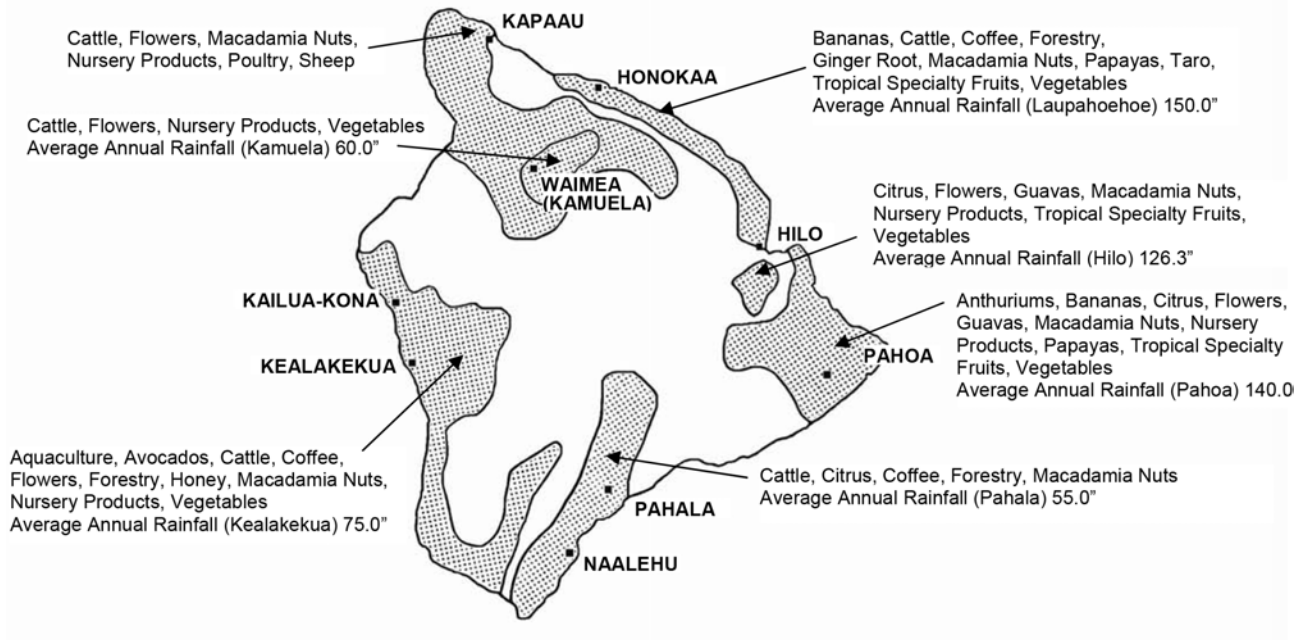 KAPAAU
Cattle, Flowers, Macadamia Nuts,
Nursery Products, Poultry, Sheep
Bananas, Cattle, Coffee, Forestry,
Ginger Root, Macadamia Nuts, Papayas, Taro,
Tropical Specialty Fruits, Vegetables
Average Annual Rainfall (Laupahoehoe) 150.0”
HONOKAA
Cattle, Flowers, Nursery Products, Vegetables
Average Annual Rainfall (Kamuela) 60.0”
WAIMEA
(KAMUELA)
Citrus, Flowers, Guavas, Macadamia Nuts,
Nursery Products, Tropical Specialty Fruits,
Vegetables
Average Annual Rainfall (Hilo) 126.3”
HILO
KAILUA-KONA
Anthuriums, Bananas, Citrus, Flowers,
Guavas, Macadamia Nuts, Nursery
Products, Papayas, Tropical Specialty
Fruits, Vegetables
Average Annual Rainfall (Pahoa) 140.0
PAHOA
KEALAKEKUA
Aquaculture, Avocados, Cattle, Coffee,
Flowers, Forestry, Honey, Macadamia Nuts,
Nursery Products, Vegetables
Average Annual Rainfall (Kealakekua) 75.0”
Cattle, Citrus, Coffee, Forestry, Macadamia Nuts
Average Annual Rainfall (Pahala) 55.0”
PAHALA
NAALEHU